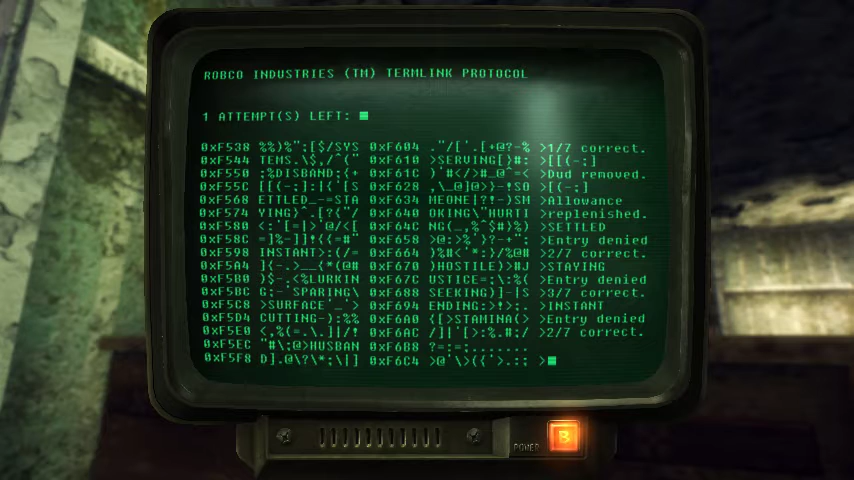 ROBCO INDUSTRIES (TM) TERMLINK PROTOCOL
1 ATTEMPT(S) LEFT:
0xF538 %%)%";[$/SYS 0xF604 ."/['.[+@?-% >1/7 correct.
0xF544 TEMS.\$,/^(" 0xF610 >SERVING[}#: >[[(-;]
0xF550 ;%DISBAND;{+ 0xF61C )'#</>#_@^=< >Dud removed.
0xF55C [[(-;]:|{'[S 0xF628 ,\_@]@>}-!SO >[(-;]
0xF568 ETTLED_-=STA 0xF634 MEONE|?!-)SM >Allowance
0xF574 YING}^.[?{"/ 0xF640 OKING\"HURTI >replenished.
0xF580 <:'[=|>'@/<[ 0xF64C NG(_,%^$#)%) >SETTLED
0xF58C =]%-]]!{(=#" 0xF658 >@:>%'}?-+"; >Entry denied
0xF598 INSTANT>:(/= 0xF664 )%#<'*:}/%@# >2/7 correct.
0xF5A4 ]{-.>__{*(@# 0xF670 )HOSTILE)>#J >STAYING
0xF5B0 )$-,<%LURKIN 0xF67C USTICE=;\:%( >Entry denied
0xF5BC G;-'SPARING\ 0xF688 SEEKING)]-|S >3/7 correct.
0xF5C8 >SURFACE'_'> 0xF694 ENDING:>!>;. >INSTANT
0xF5D4 CUTTING-):%% 0xF6A0 {[>STAMINA(> >Entry denied
0xF5E0 <,%(=.\.]|/! 0xF6AC /]|'[>:%.#;/ >2/7 correct.
0xF5EC "#\;@>HUSBAN 0xF6B8 ?=:=;.......
0xF5F8 D].@\?\*;\|] 0xF6C4 >@'\>({'>.:; >
POWER